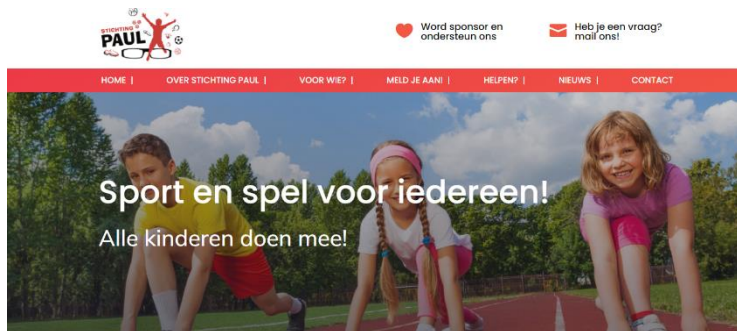 STICHTING
PAUL
Word sponsor en
ondersteun ons
Heb je een vraag?
mail ons!
HOME |
OVER STICHTING PAUL |
VOOR WIE? |
MELD JE AAN! |
HELPEN? |
NIEUWS |
CONTACT
Sport en spel voor iedereen!
Alle kinderen doen mee!